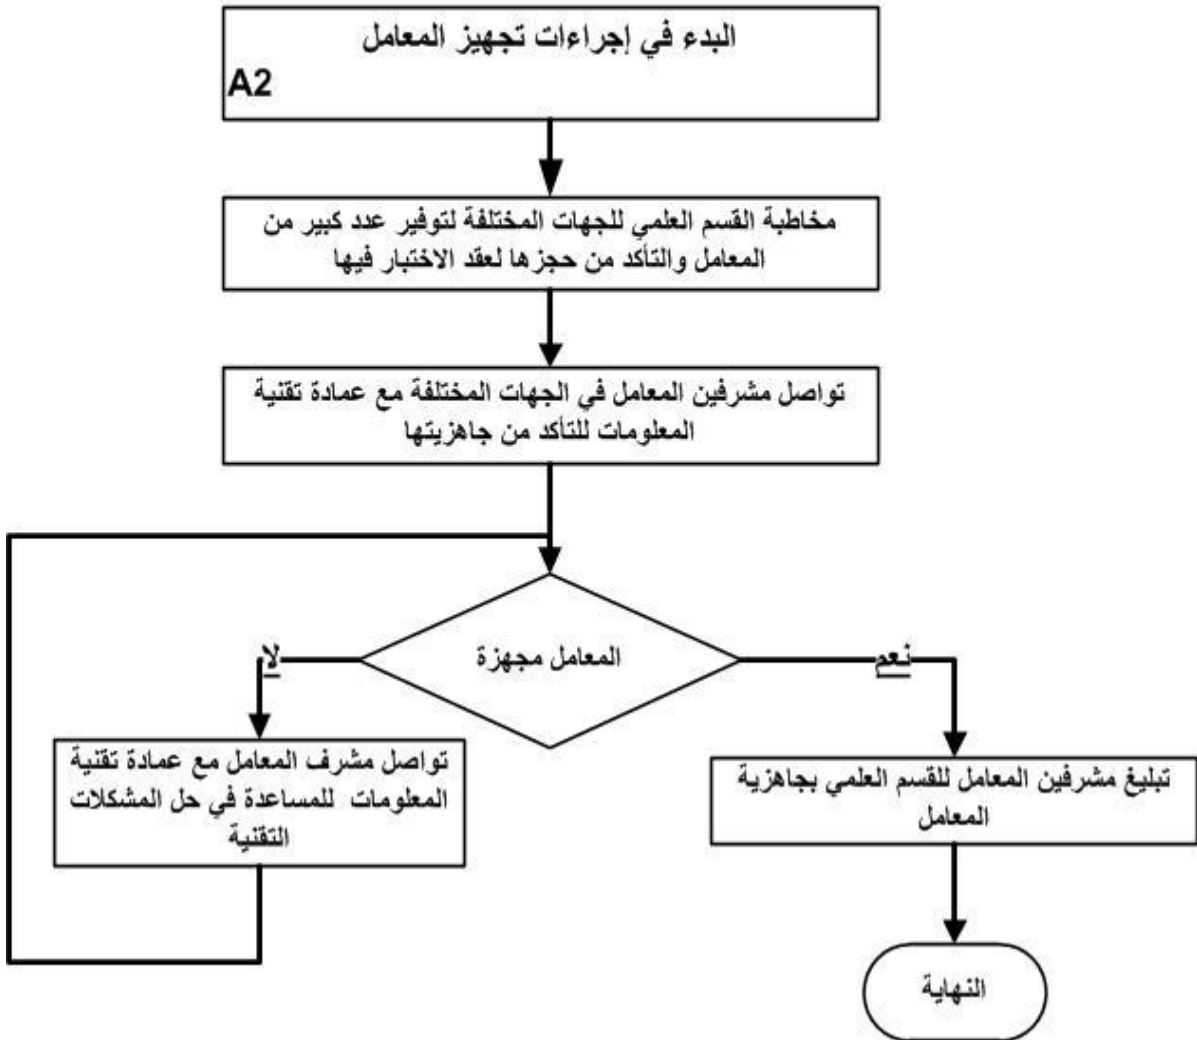 البدء في إجراءات تجهيز المعامل
A2
مخاطبة القسم العلمي للجهات المختلفة لتوفير عدد كبير من
المعامل والتأكد من حجزها لعقد الاختبار فيها
تواصل مشرفين المعامل في الجهات المختلفة مع عمادة تقنية
المعلومات للتأكد من جاهزيتها
المعامل مجهزة
نعم
لا
تبليغ مشرفين المعامل للقسم العلمي بجاهزية
المعامل
تواصل مشرف المعامل مع عمادة تقنية
المعلومات للمساعدة في حل المشكلات
التقنية
النهاية